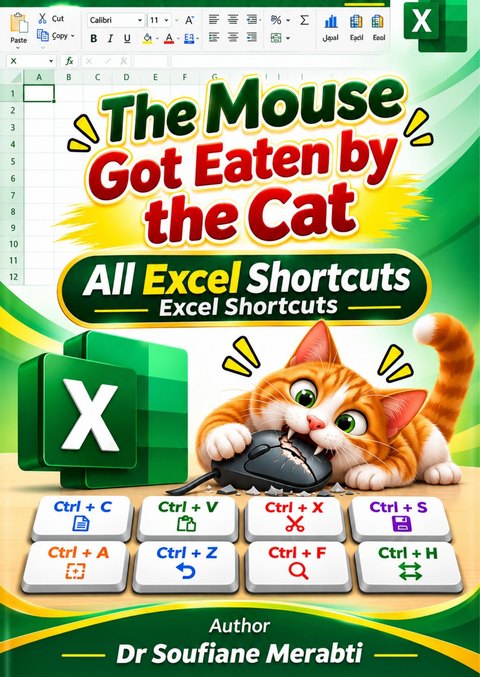 Cut
Copy
Paste
Calibri
11
B I U
A A
%
Σ
X
X
fx
A B C D E F G H I J
1
2
3
4
5
6
7
8
9
10
11
12
The Mouse
Got Eaten by
the Cat
All Excel Shortcuts
Excel Shortcuts
X
Ctrl + C
Ctrl + V
Ctrl + X
Ctrl + S
Ctrl + A
Ctrl + Z
Ctrl + F
Ctrl + H
Author
Dr Soufiane Merabti